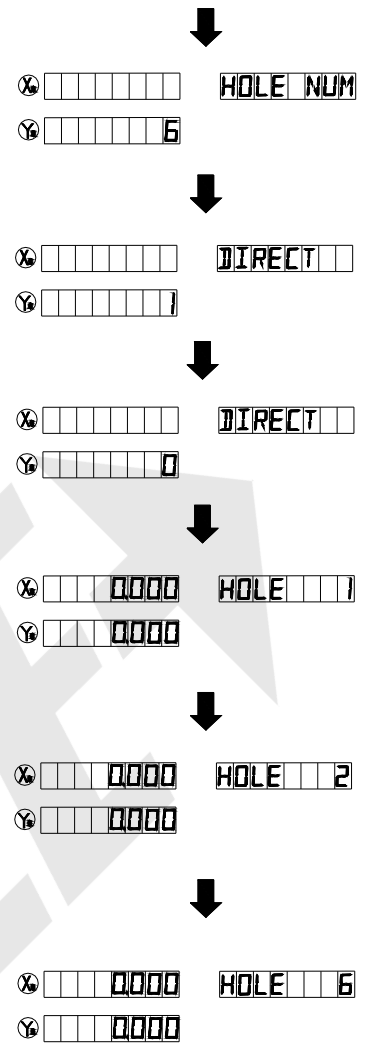 X HOLE NUM
Y 6
X DIRECT
Y 1
X DIRECT
Y 0
X 0.000 HOLE 1
Y 0.000
X 0.000 HOLE 2
Y 0.000
X 0.000 HOLE 6
Y 0.000